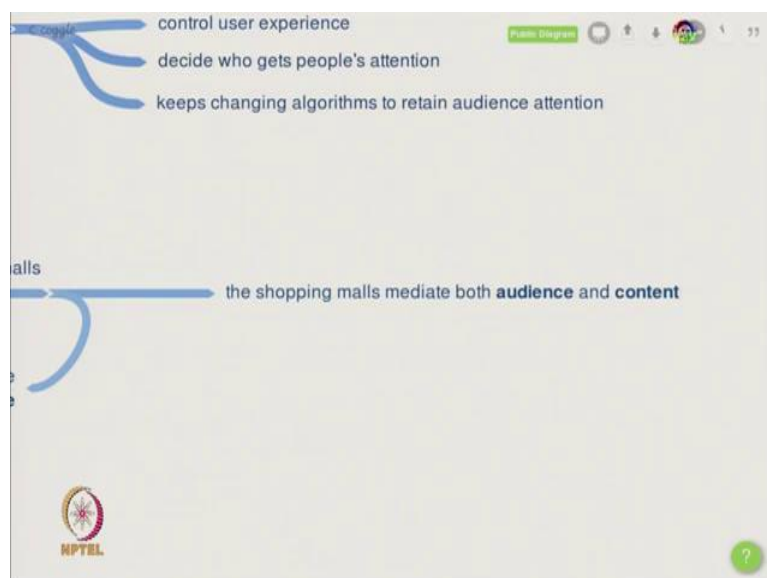 coggle
control user experience
Public Diagram
decide who gets people's attention
keeps changing algorithms to retain audience attention
alls
the shopping malls mediate both audience and content
e
e
NPTEL
?